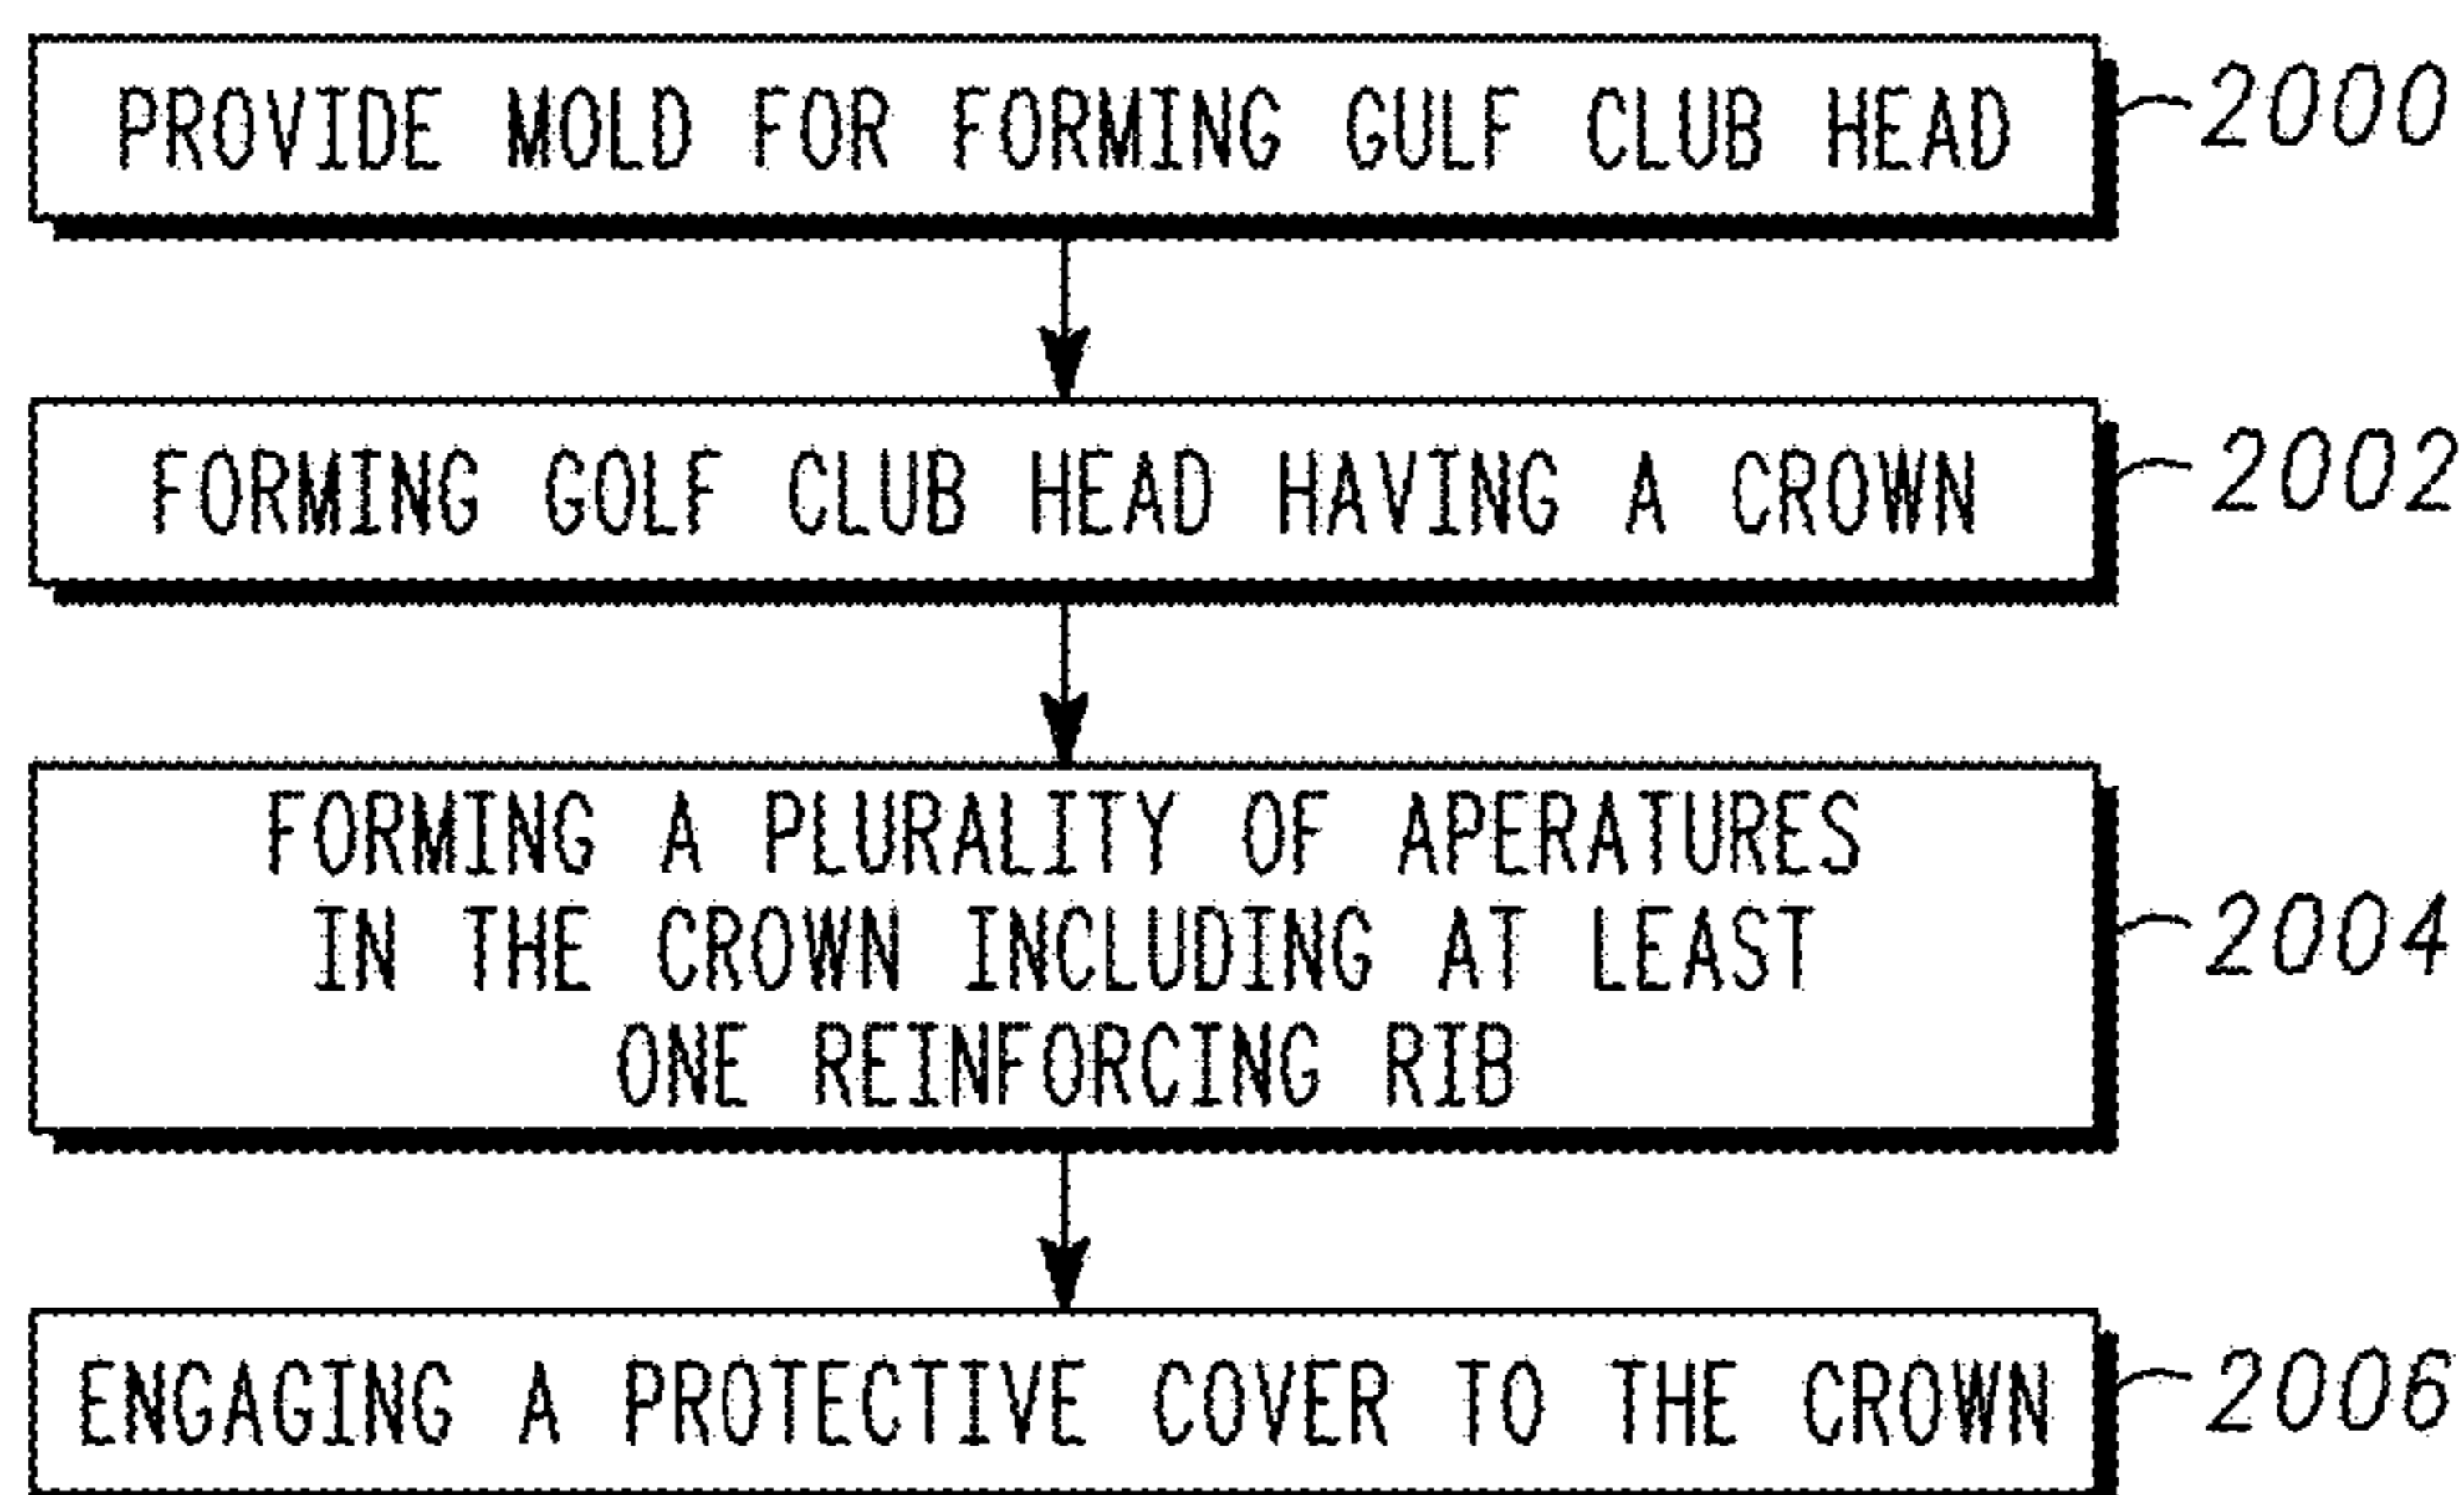 PROVIDE MOLD FOR FORMING GULF CLUB HEAD 2000
FORMING GOLF CLUB HEAD HAVING A CROWN 2002
FORMING A PLURALITY OF APERATURES
IN THE CROWN INCLUDING AT LEAST 2004
ONE REINFORCING RIB
ENGAGING A PROTECTIVE COVER TO THE CROWN 2006